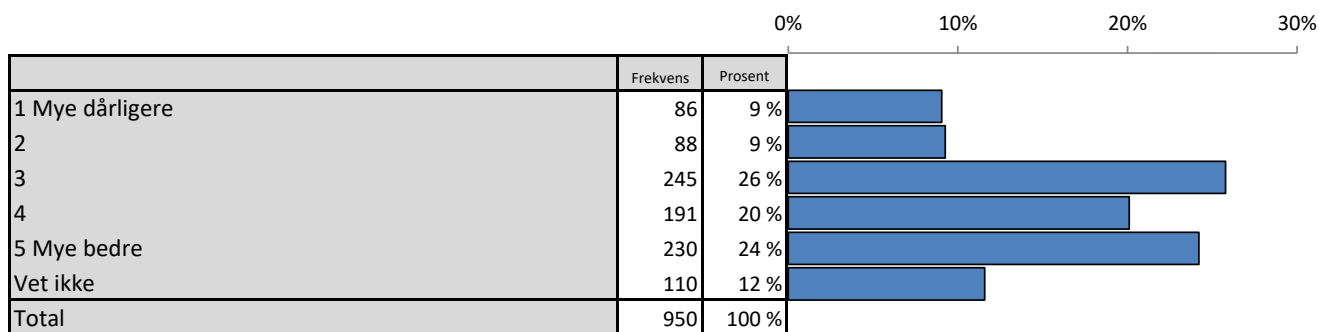 0% 10% 20% 30%
Frekvens Prosent
1 Mye dårligere 86 9 %
2 88 9 %
3 245 26 %
4 191 20 %
5 Mye bedre 230 24 %
Vet ikke 110 12 %
Total 950 100 %